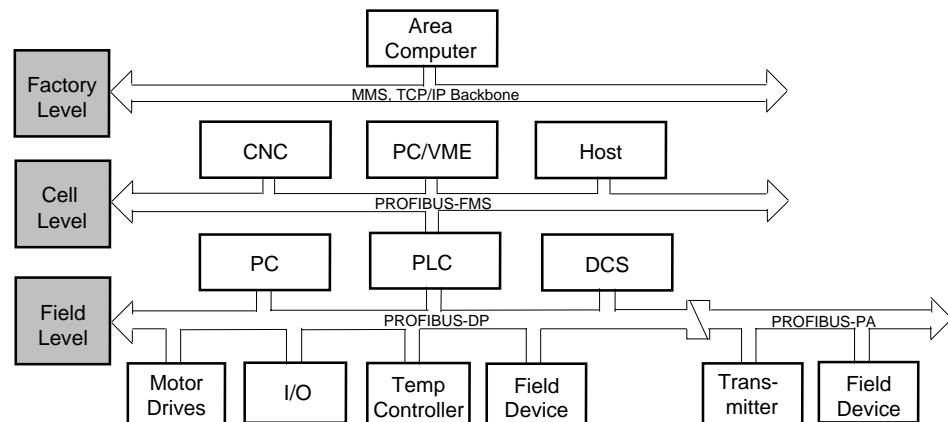 Area
Computer
Factory
Level
MMS, TCP/IP Backbone
CNC
PC/VME
Host
Cell
Level
PROFIBUS-FMS
PC
PLC
DCS
Field
Level
PROFIBUS-DP
PROFIBUS-PA
Motor
Drives
I/O
Temp
Controller
Field
Device
Trans-
mitter
Field
Device